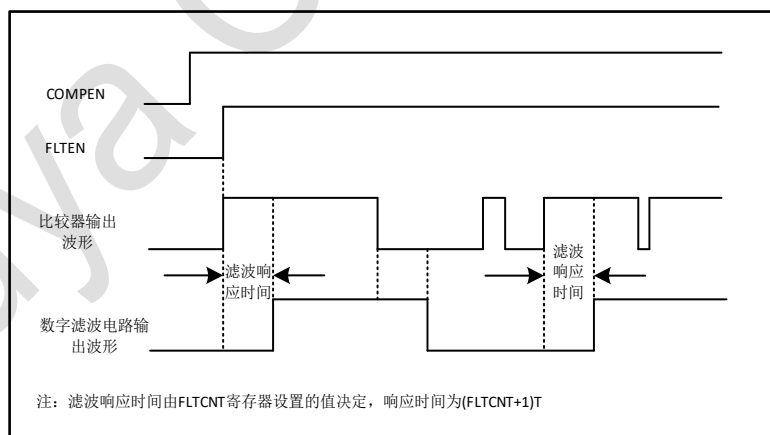 COMPEN
FLTEN
比较器输出
波形
滤波响
应时间
滤波
响应
时间
数字滤波电路输
出波形
注：滤波响应时间由FLTCNT寄存器设置的值决定，响应时间为(FLTCNT+1)T